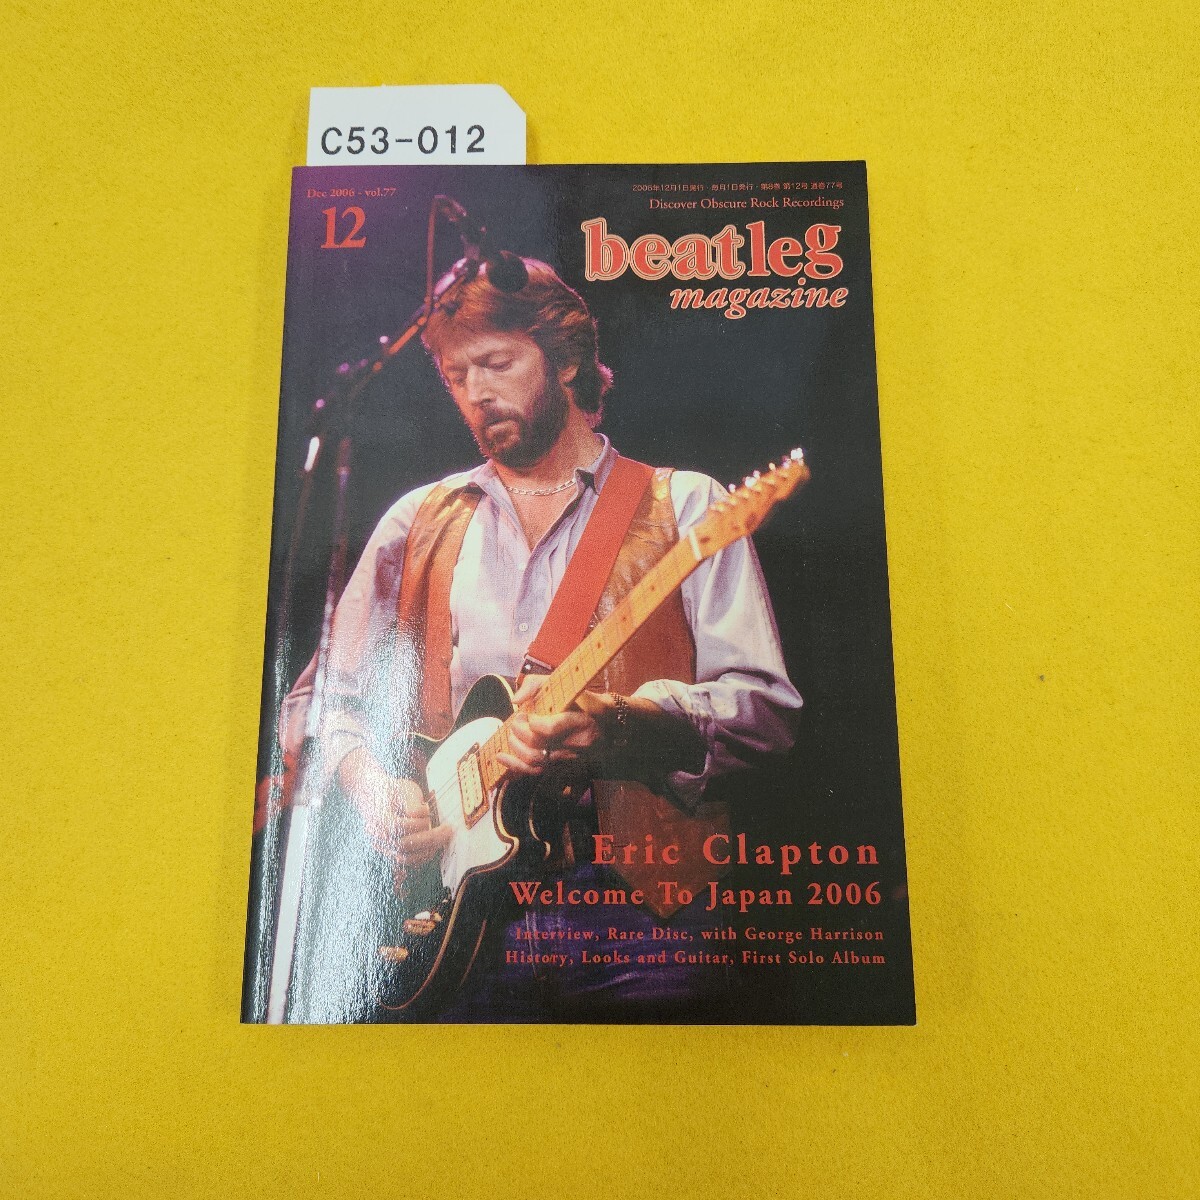 C53-012
Dec 2006 - vol.77
12
2006年12月1日発行・毎月1日発行・第8巻 第12号 通巻77号
Discover Obscure Rock Recordings
beatleg
magazine
Eric Clapton
Welcome To Japan 2006
Interview, Rare Disc, with George Harrison
History, Looks and Guitar, First Solo Album